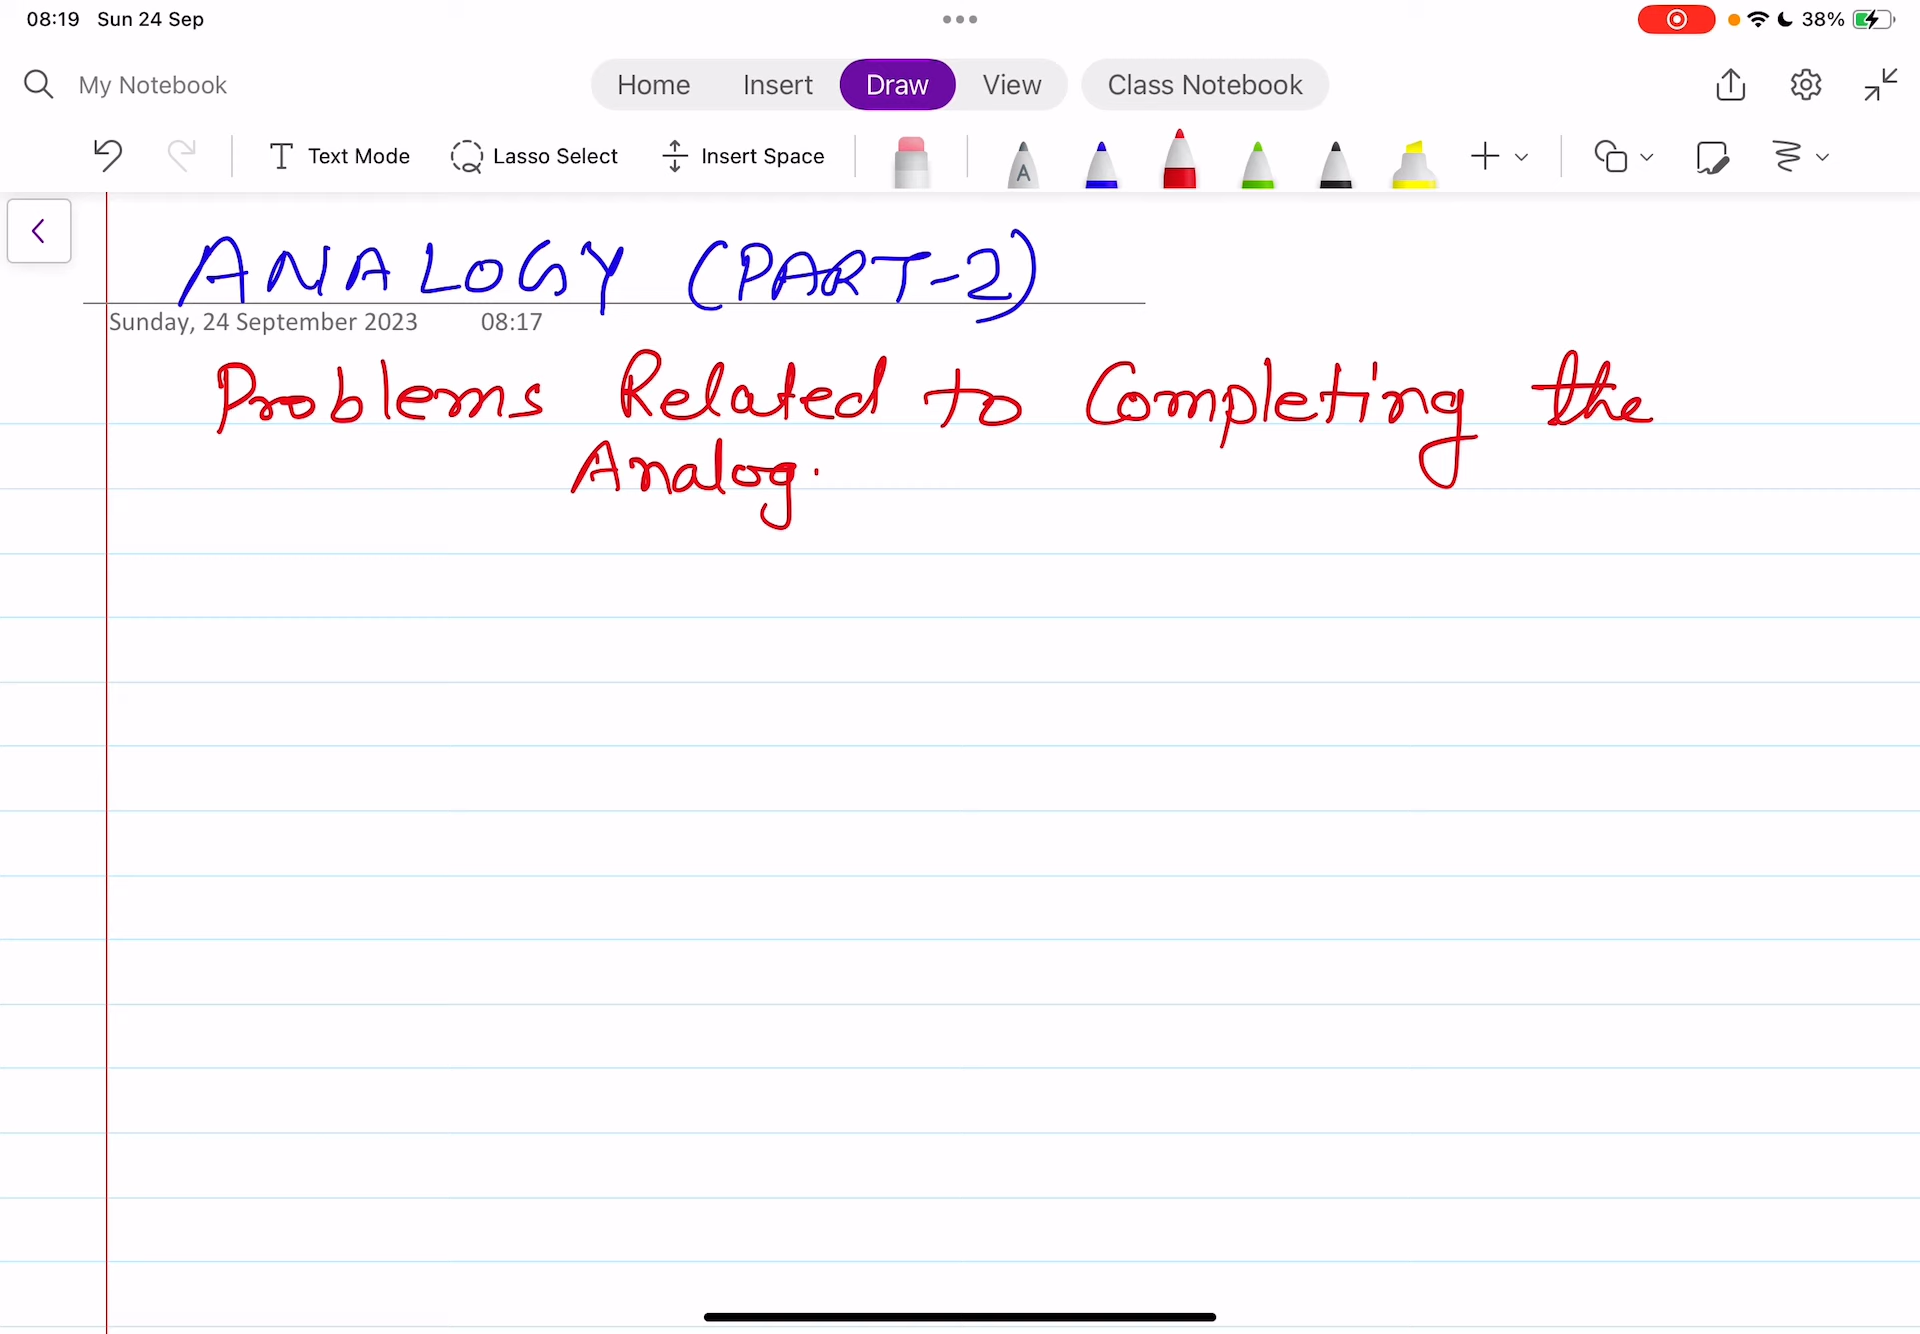 08:19 Sun 24 Sep
38%
My Notebook
Home Insert Draw View Class Notebook
Text Mode Lasso Select Insert Space
A
ANALOGY (PART-2)
Sunday, 24 September 2023 08:17
Problems Related to Completing the
Analog.